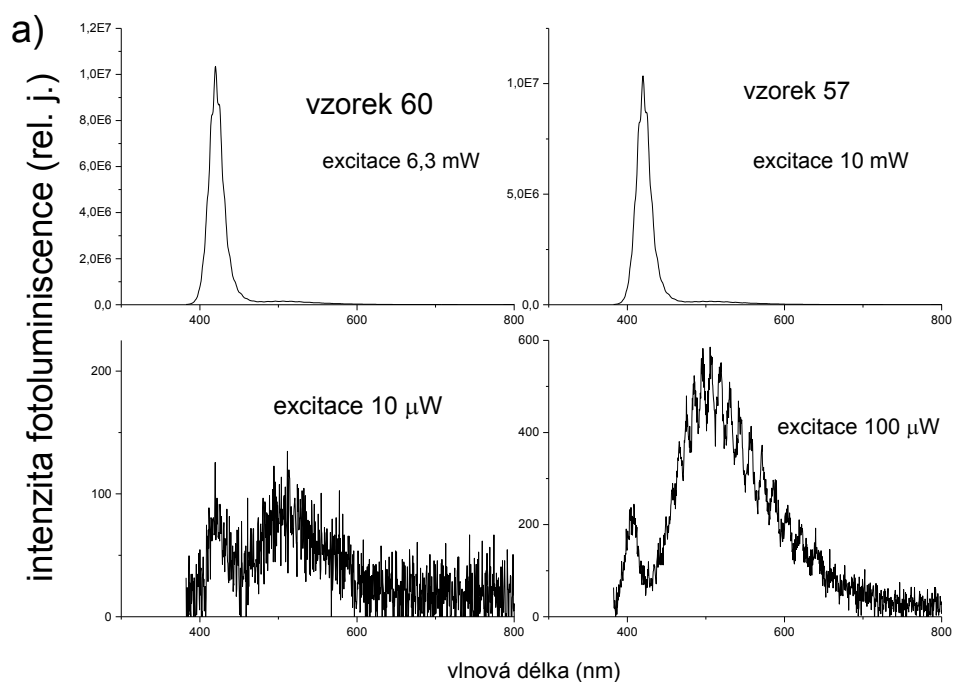 a)
intenzita fotoluminiscence (rel. j.)
1,2E7
1,0E7
8,0E6
6,0E6
4,0E6
2,0E6
0,0
400
600
800
vzorek 60
excitace 6,3 mW
1,0E7
5,0E6
0,0
400
600
800
vzorek 57
excitace 10 mW
200
100
0
400
600
800
excitace 10 μW
600
400
200
0
400
600
800
excitace 100 μW
vlnová délka (nm)